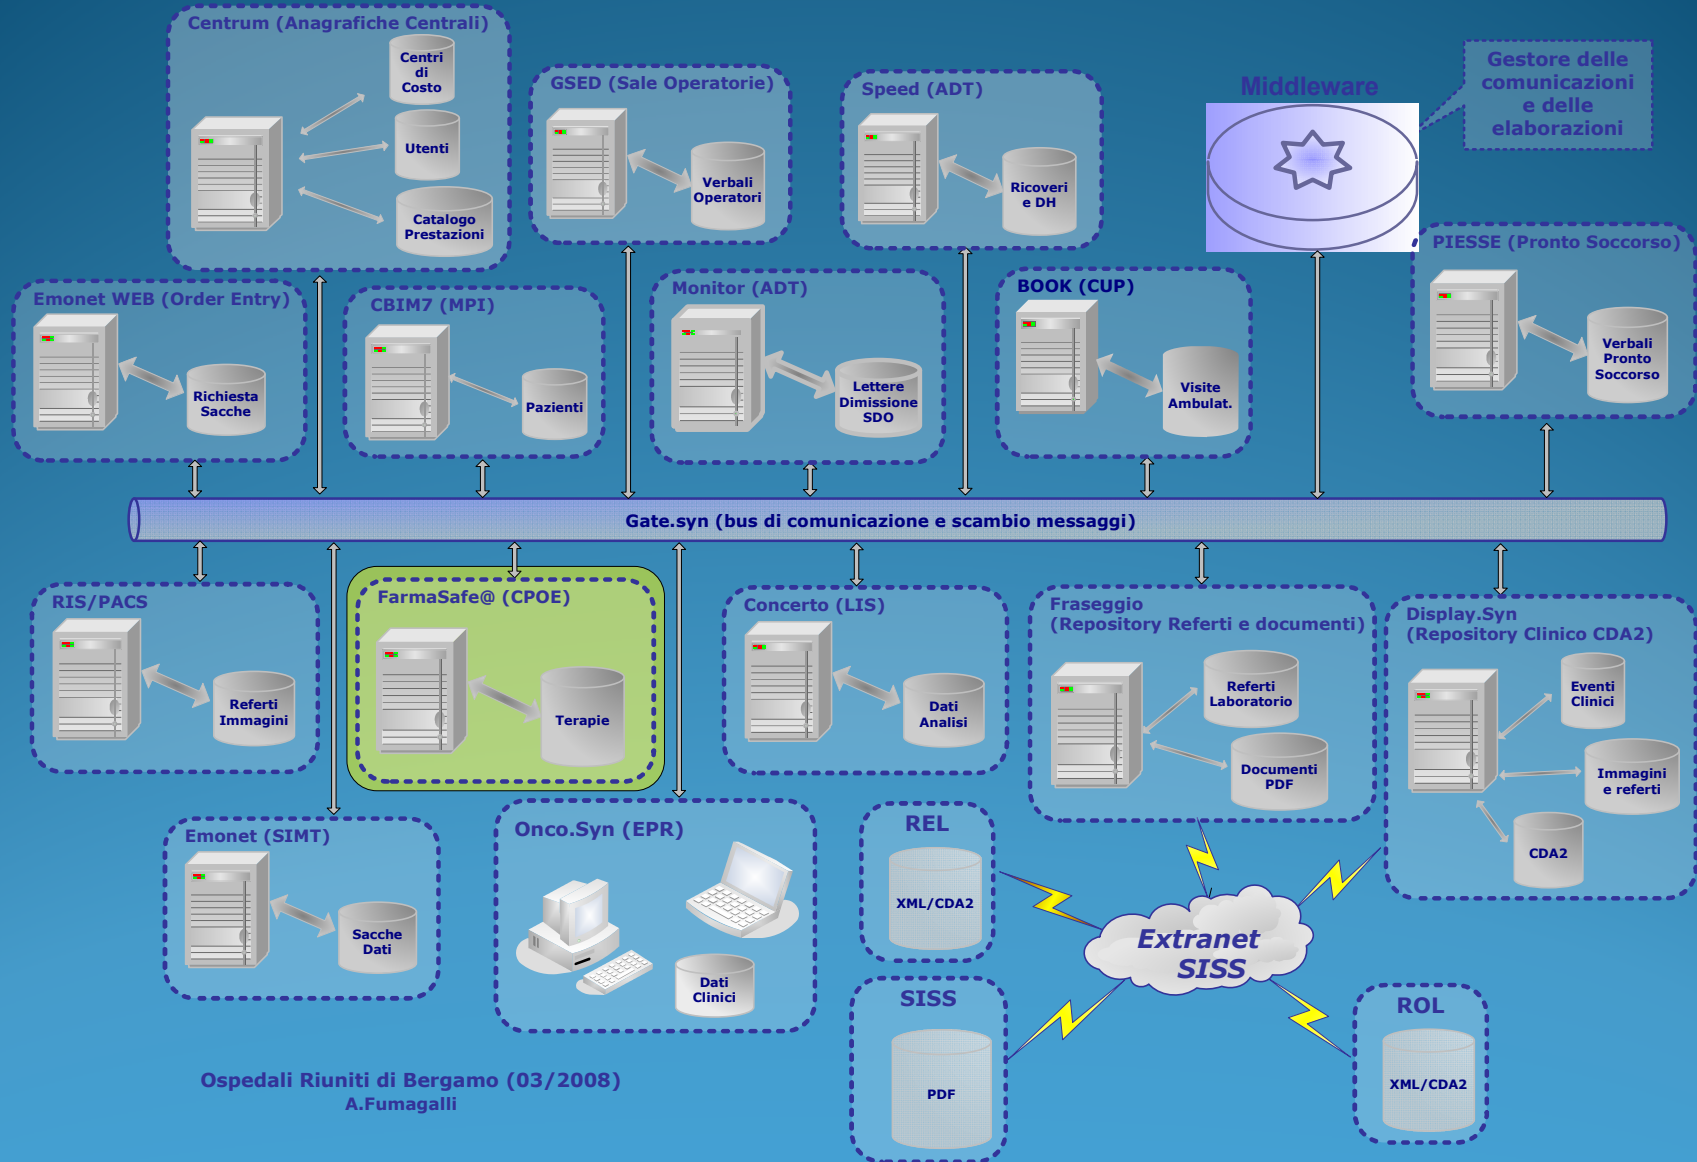 Centrum (Anagrafiche Centrali)
Centri
di
Costo
Utenti
Catalogo
Prestazioni
GSED (Sale Operatorie)
Verbali
Operatori
Speed (ADT)
Ricoveri
e DH
Middleware
Gestore delle
comunicazioni
e delle
elaborazioni
Emonet WEB (Order Entry)
Richiesta
Sacche
CBIM7 (MPI)
Pazienti
Monitor (ADT)
Lettere
Dimissione
SDO
BOOK (CUP)
Visite
Ambulat.
PIESSE (Pronto Soccorso)
Verbali
Pronto
Soccorso
Gate.syn (bus di comunicazione e scambio messaggi)
RIS/PACS
Referti
Immagini
FarmaSafe@ (CPOE)
Terapie
Concerto (LIS)
Dati
Analisi
Fraseggio
(Repository Referti e documenti)
Referti
Laboratorio
Documenti
PDF
Display.Syn
(Repository Clinico CDA2)
Eventi
Clinici
Immagini
e referti
CDA2
Emonet (SIMT)
Sacche
Dati
Onco.Syn (EPR)
Dati
Clinici
REL
XML/CDA2
Extranet
SISS
SISS
PDF
ROL
XML/CDA2
Ospedali Riuniti di Bergamo (03/2008)
A.Fumagalli